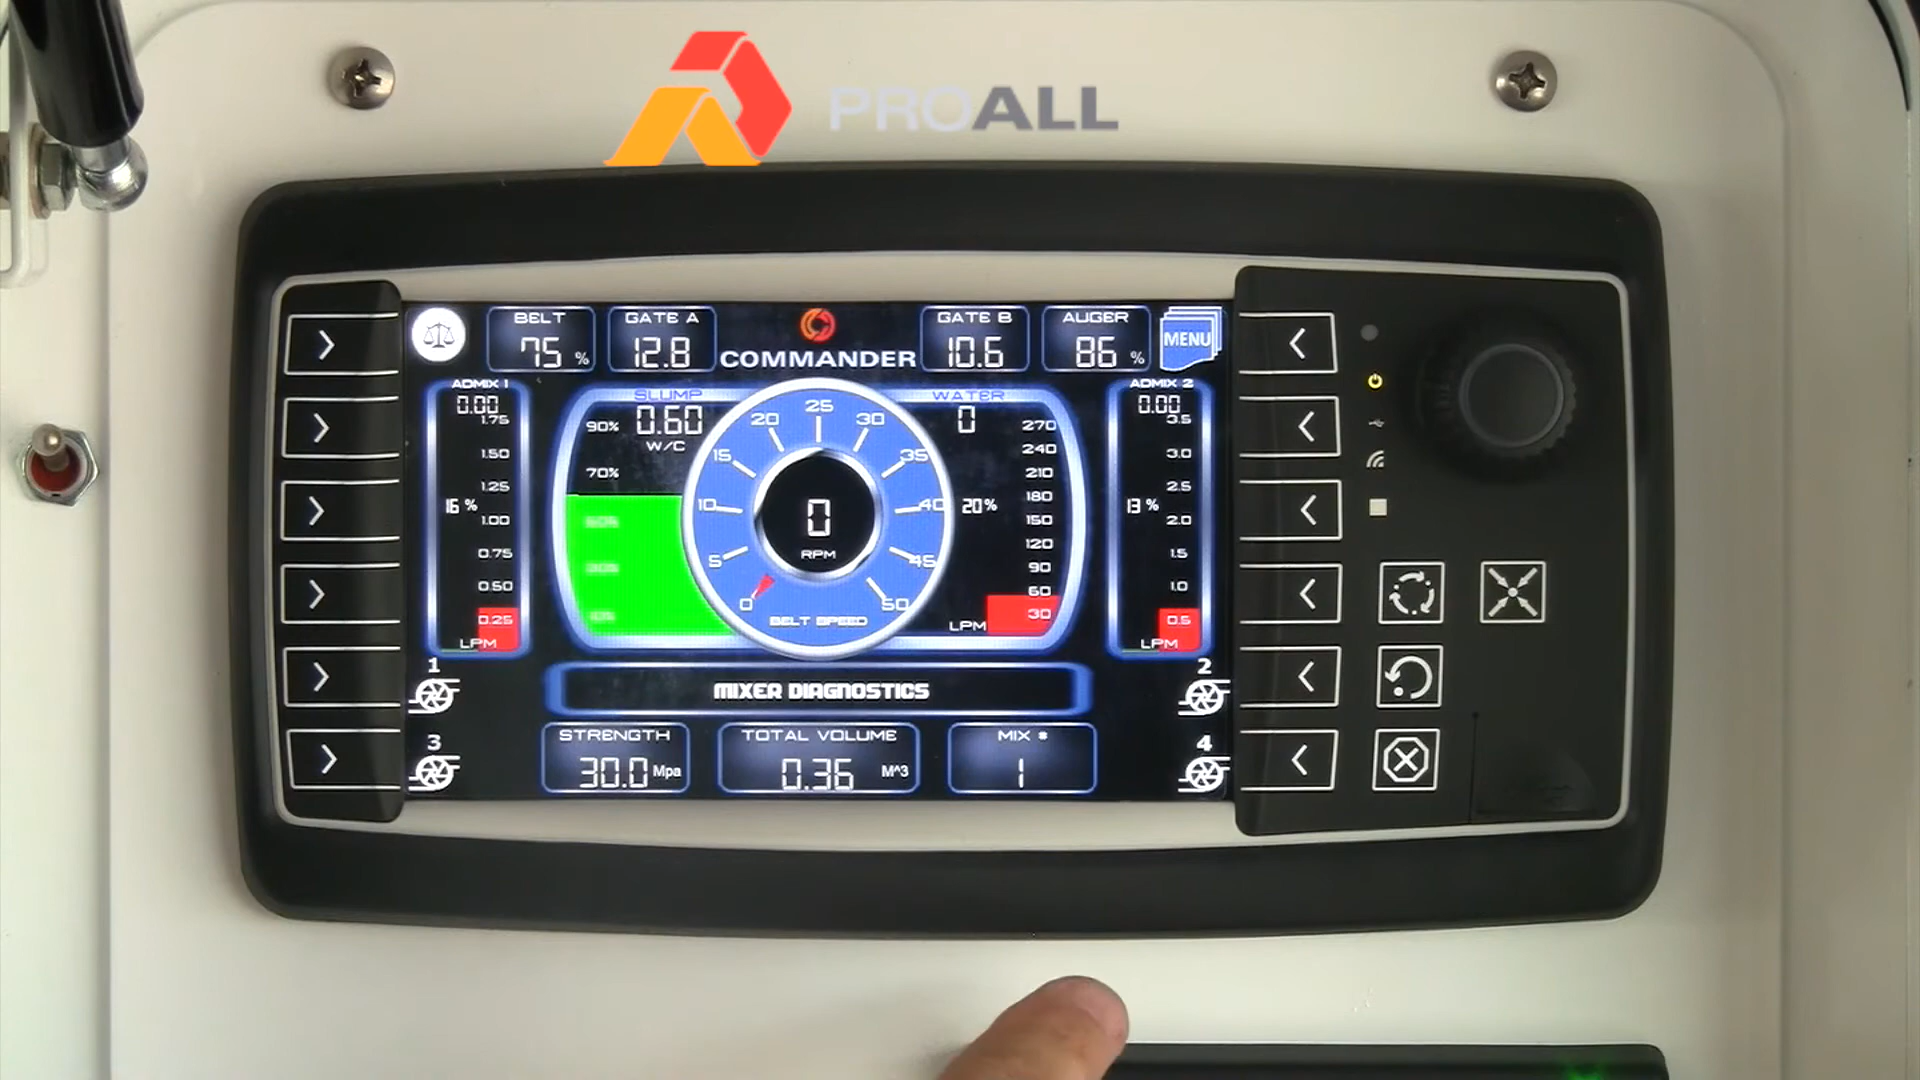 PROALL
BELT
75 %
GATE A
12.8
COMMANDER
GATE B
10.6
AUGER
86 %
MENU
ADMIX 1
0.00
1.75
1.50
1.25
16 %
1.00
0.75
0.50
0.25
LPM
SLUMP
0.60
W/C
90%
70%
0
5
10
15
20
25
30
35
40
45
50
0
RPM
BELT SPEED
WATER
0
20%
270
240
210
180
150
120
90
60
30
LPM
ADMIX 2
0.00
3.5
3.0
2.5
13 %
2.0
1.5
1.0
0.5
LPM
1
2
MIXER DIAGNOSTICS
3
4
STRENGTH
30.0 Mpa
TOTAL VOLUME
0.36 M^3
MIX #
1